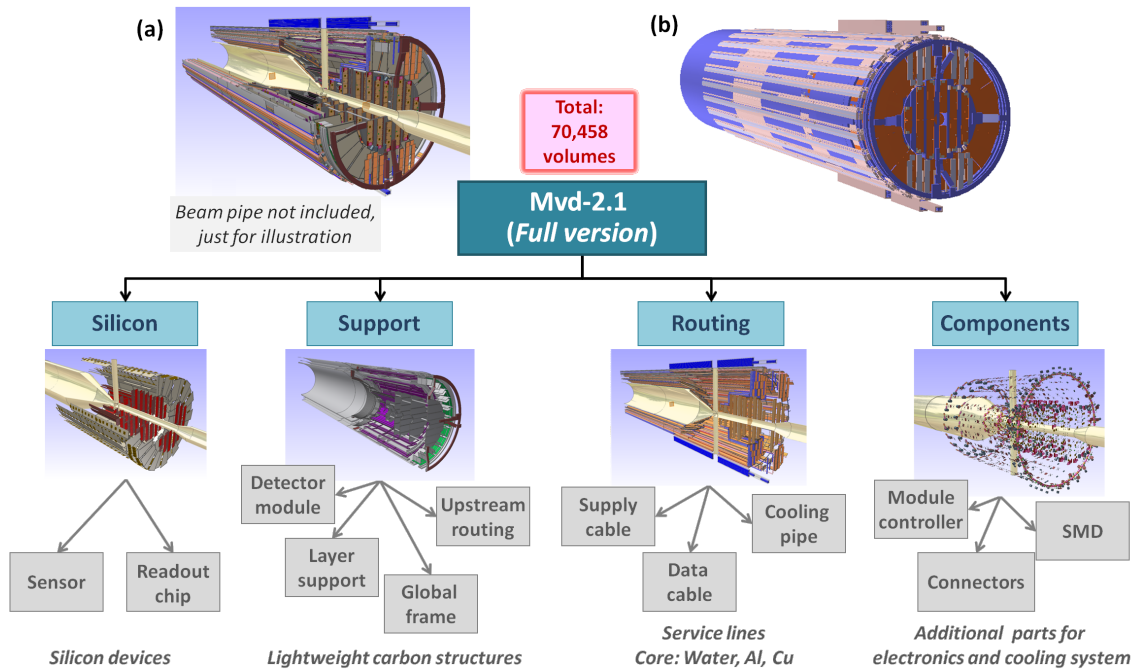 (a)
(b)
Total:
70,458
volumes
Beam pipe not included,
just for illustration
Mvd-2.1
(Full version)
Silicon
Support
Routing
Components
Sensor
Readout
chip
Detector
module
Layer
support
Global
frame
Upstream
routing
Supply
cable
Data
cable
Cooling
pipe
Module
controller
Connectors
SMD
Silicon devices
Lightweight carbon structures
Service lines
Core: Water, Al, Cu
Additional parts for
electronics and cooling system